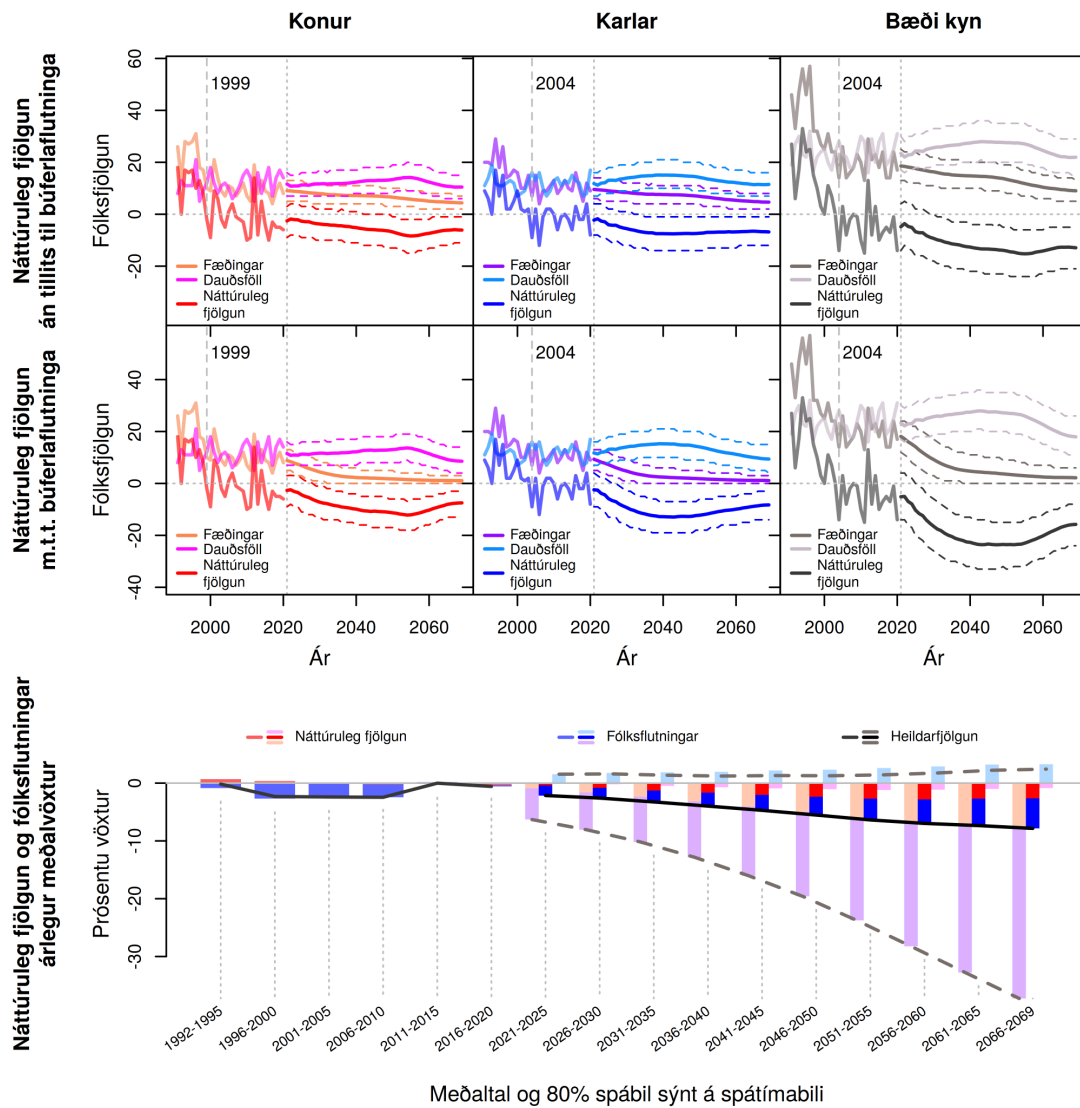 Konur
Karlar
Bæði kyn
Náttúruleg fjölgun
án tillits til búferlaflutninga
Fólksfjölgun
60
40
20
0
-20
1999
Fæðingar
Dauðsföll
Náttúruleg
fjölgun
2004
Fæðingar
Dauðsföll
Náttúruleg
fjölgun
2004
Fæðingar
Dauðsföll
Náttúruleg
fjölgun
Náttúruleg fjölgun
m.t.t. búferlaflutninga
Fólksfjölgun
40
20
0
-20
-40
1999
Fæðingar
Dauðsföll
Náttúruleg
fjölgun
2004
Fæðingar
Dauðsföll
Náttúruleg
fjölgun
2004
Fæðingar
Dauðsföll
Náttúruleg
fjölgun
2000 2020 2040 2060
2000 2020 2040 2060
2000 2020 2040 2060
Ár
Ár
Ár
Náttúruleg fjölgun og fólksflutningar
árlegur meðalvöxtur
Prósentu vöxtur
Náttúruleg fjölgun
Fólksflutningar
Heildarfjölgun
0
-10
-20
-30
1992-1995
1996-2000
2001-2005
2006-2010
2011-2015
2016-2020
2021-2025
2026-2030
2031-2035
2036-2040
2041-2045
2046-2050
2051-2055
2056-2060
2061-2065
2066-2069
Meðaltal og 80% spábil sýnt á spátímabili